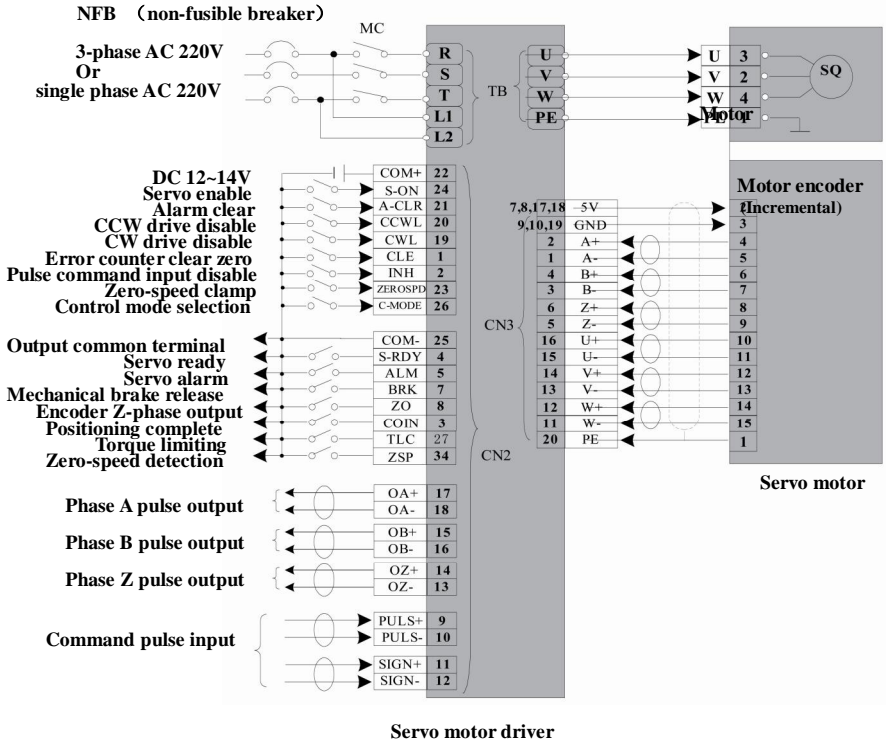 NFB （non-fusible breaker）
MC
3-phase AC 220V
Or
single phase AC 220V
R
S
T
L1
L2
TB
U
V
W
PE
U 3
V 2
W 4
PE 1
Motor
SQ
DC 12~14V
COM+ 22
Servo enable
S-ON 24
Alarm clear
A-CLR 21
CCW drive disable
CCWL 20
CW drive disable
CWL 19
Error counter clear zero
CLE 1
Pulse command input disable
INH 2
Zero-speed clamp
ZEROSPD 23
Control mode selection
C-MODE 26
Output common terminal
COM- 25
Servo ready
S-RDY 4
Servo alarm
ALM 5
Mechanical brake release
BRK 7
Encoder Z-phase output
ZO 8
Positioning complete
COIN 3
Torque limiting
TLC 27
Zero-speed detection
ZSP 34
CN2
Phase A pulse output
OA+ 17
OA- 18
Phase B pulse output
OB+ 15
OB- 16
Phase Z pulse output
OZ+ 14
OZ- 13
Command pulse input
PULS+ 9
PULS- 10
SIGN+ 11
SIGN- 12
CN3
7,8,17,18 5V
9,10,19 GND
2 A+
1 A-
4 B+
3 B-
6 Z+
5 Z-
16 U+
15 U-
14 V+
13 V-
12 W+
11 W-
20 PE
Motor encoder
(Incremental)
2
3
4
5
6
7
8
9
10
11
12
13
14
15
1
Servo motor
Servo motor driver